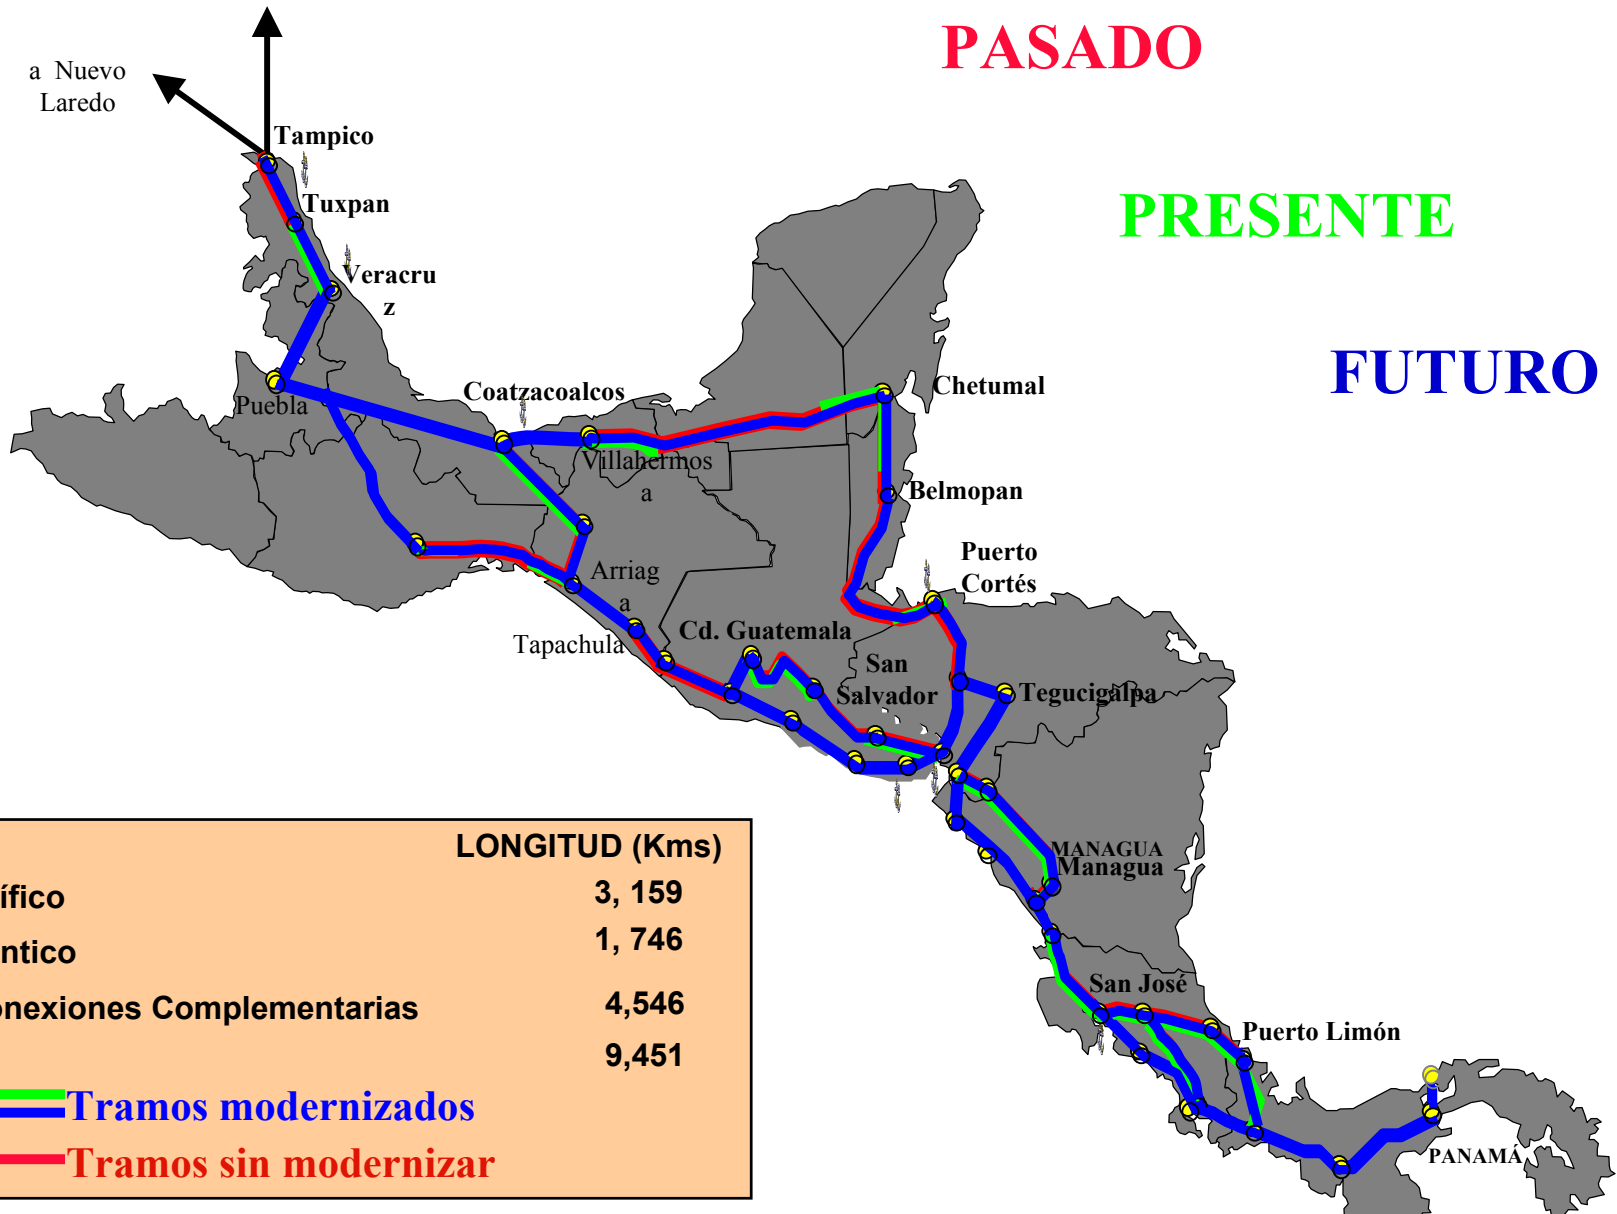 PASADO
a Nuevo
Laredo
Tampico
PRESENTE
Tuxpan
Veracru
z
FUTURO
Coatzacoalcos
Chetumal
Puebla
Villahermos
a
Belmopan
Puerto
Cortés
Arriag
a
Tapachula
Cd. Guatemala
San
Salvador
Tegucigalpa
MANAGUA
Managua
San José
Puerto Limón
PANAMÁ
LONGITUD (Kms)
ífico 3, 159
ntico 1, 746
onexiones Complementarias 4,546
9,451
Tramos modernizados
Tramos sin modernizar